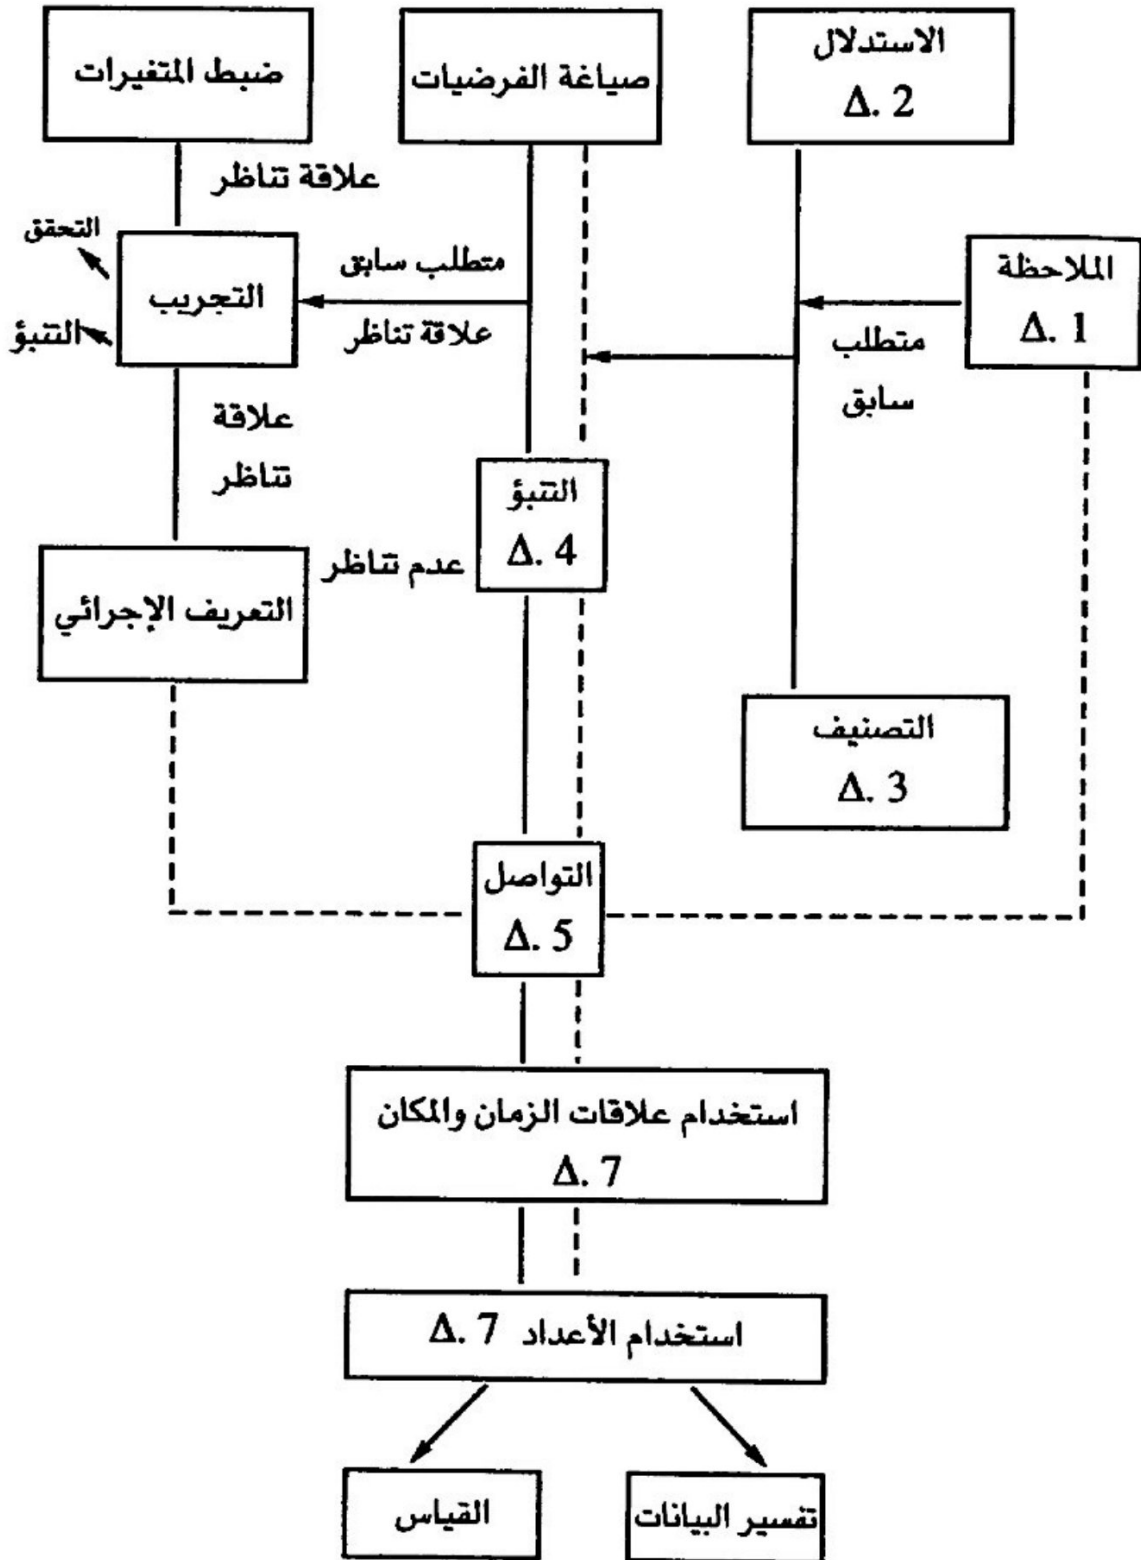 الاستدلال
Δ. 2
صياغة الفرضيات
ضبط المتغيرات
علاقة تناظر
الملاحظة
Δ. 1
متطلب
سابق
متطلب سابق
علاقة تناظر
التجريب
التحقق
التنبؤ
علاقة
تناظر
التنبؤ
Δ. 4
عدم تناظر
التعريف الإجرائي
التصنيف
Δ. 3
التواصل
Δ. 5
استخدام علاقات الزمان والمكان
Δ. 7
استخدام الأعداد Δ. 7
تفسير البيانات
القياس